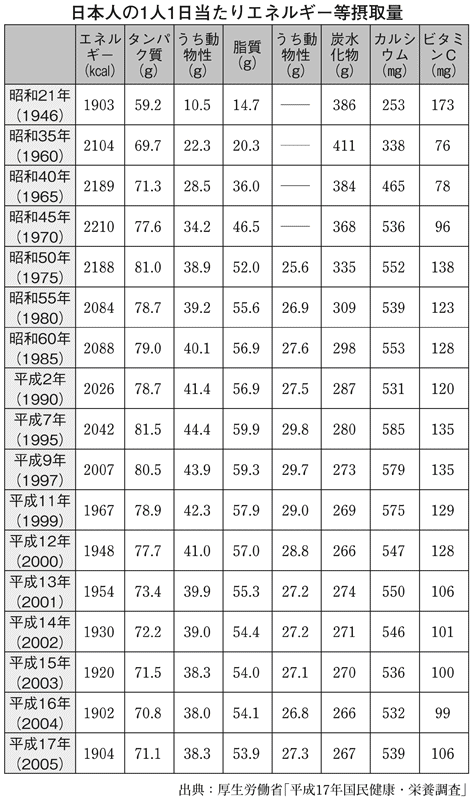 日本人の1人1日当たりエネルギー等摂取量
エネルギー(kcal) タンパク質(g) うち動物性(g) 脂質(g) うち動物性(g) 炭水化物(g) カルシウム(mg) ビタミンC(mg)
昭和21年(1946) 1903 59.2 10.5 14.7 ── 386 253 173
昭和35年(1960) 2104 69.7 22.3 20.3 ── 411 338 76
昭和40年(1965) 2189 71.3 28.5 36.0 ── 384 465 78
昭和45年(1970) 2210 77.6 34.2 46.5 ── 368 536 96
昭和50年(1975) 2188 81.0 38.9 52.0 25.6 335 552 138
昭和55年(1980) 2084 78.7 39.2 55.6 26.9 309 539 123
昭和60年(1985) 2088 79.0 40.1 56.9 27.6 298 553 128
平成2年(1990) 2026 78.7 41.4 56.9 27.5 287 531 120
平成7年(1995) 2042 81.5 44.4 59.9 29.8 280 585 135
平成9年(1997) 2007 80.5 43.9 59.3 29.7 273 579 135
平成11年(1999) 1967 78.9 42.3 57.9 29.0 269 575 129
平成12年(2000) 1948 77.7 41.0 57.0 28.8 266 547 128
平成13年(2001) 1954 73.4 39.9 55.3 27.2 274 550 106
平成14年(2002) 1930 72.2 39.0 54.4 27.2 271 546 101
平成15年(2003) 1920 71.5 38.3 54.0 27.1 270 536 100
平成16年(2004) 1902 70.8 38.0 54.1 26.8 266 532 99
平成17年(2005) 1904 71.1 38.3 53.9 27.3 267 539 106
出典：厚生労働省「平成17年国民健康・栄養調査」